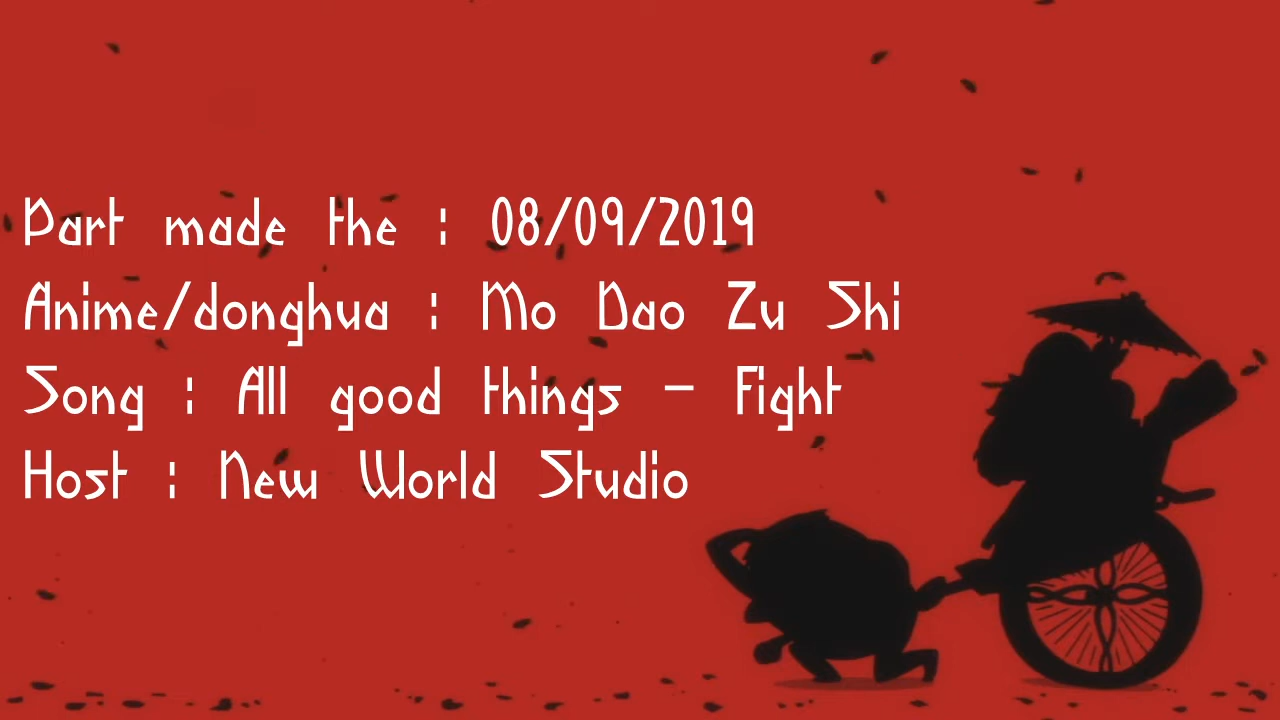 Part made the : 08/09/2019
Anime/donghua : Mo Dao Zu Shi
Song : All good things - Fight
Host : New World Studio